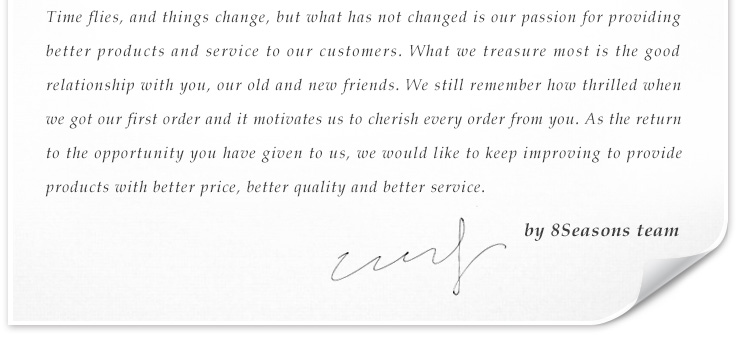 Time flies, and things change, but what has not changed is our passion for providing
better products and service to our customers. What we treasure most is the good
relationship with you, our old and new friends. We still remember how thrilled when
we got our first order and it motivates us to cherish every order from you. As the return
to the opportunity you have given to us, we would like to keep improving to provide
products with better price, better quality and better service.
by 8Seasons team